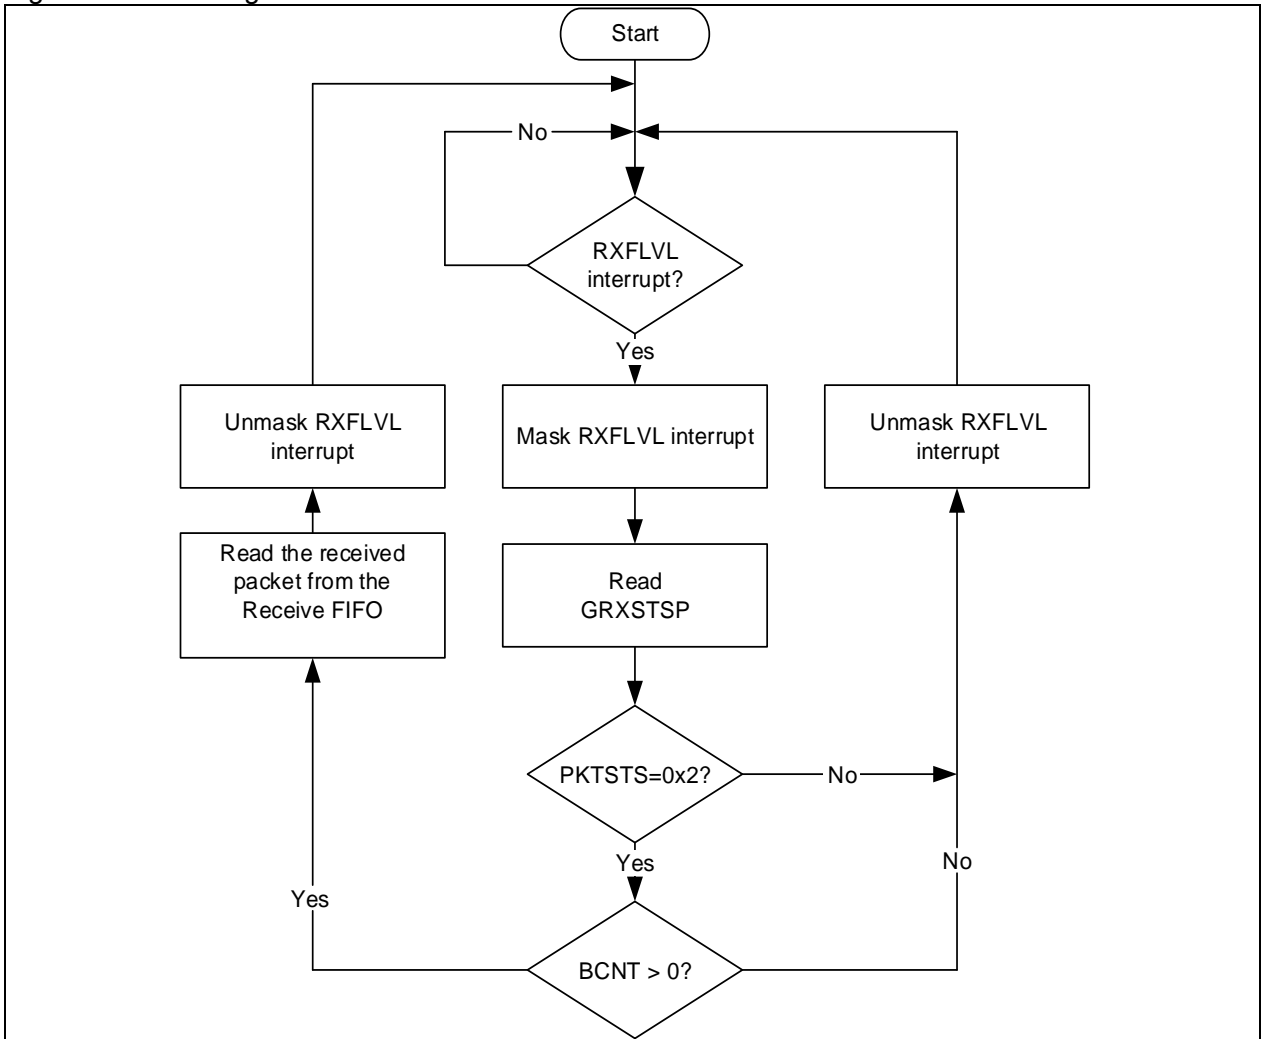 Start
No
RXFLVL
interrupt?
Yes
Unmask RXFLVL
interrupt
Mask RXFLVL interrupt
Unmask RXFLVL
interrupt
Read the received
packet from the
Receive FIFO
Read
GRXSTSP
PKTSTS=0x2?
No
Yes
No
Yes
BCNT > 0?